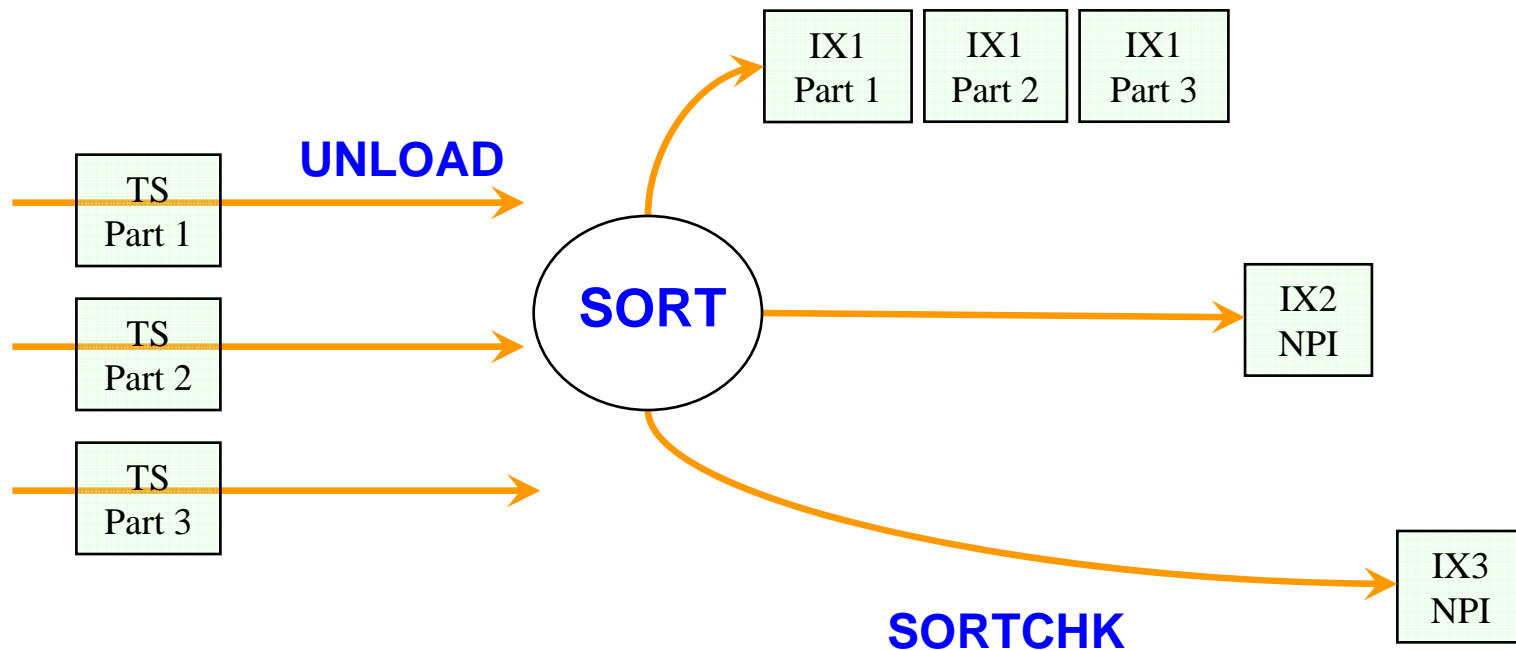 IX1
Part 1
IX1
Part 2
IX1
Part 3
UNLOAD
TS
Part 1
SORT
IX2
NPI
TS
Part 2
TS
Part 3
IX3
NPI
SORTCHK